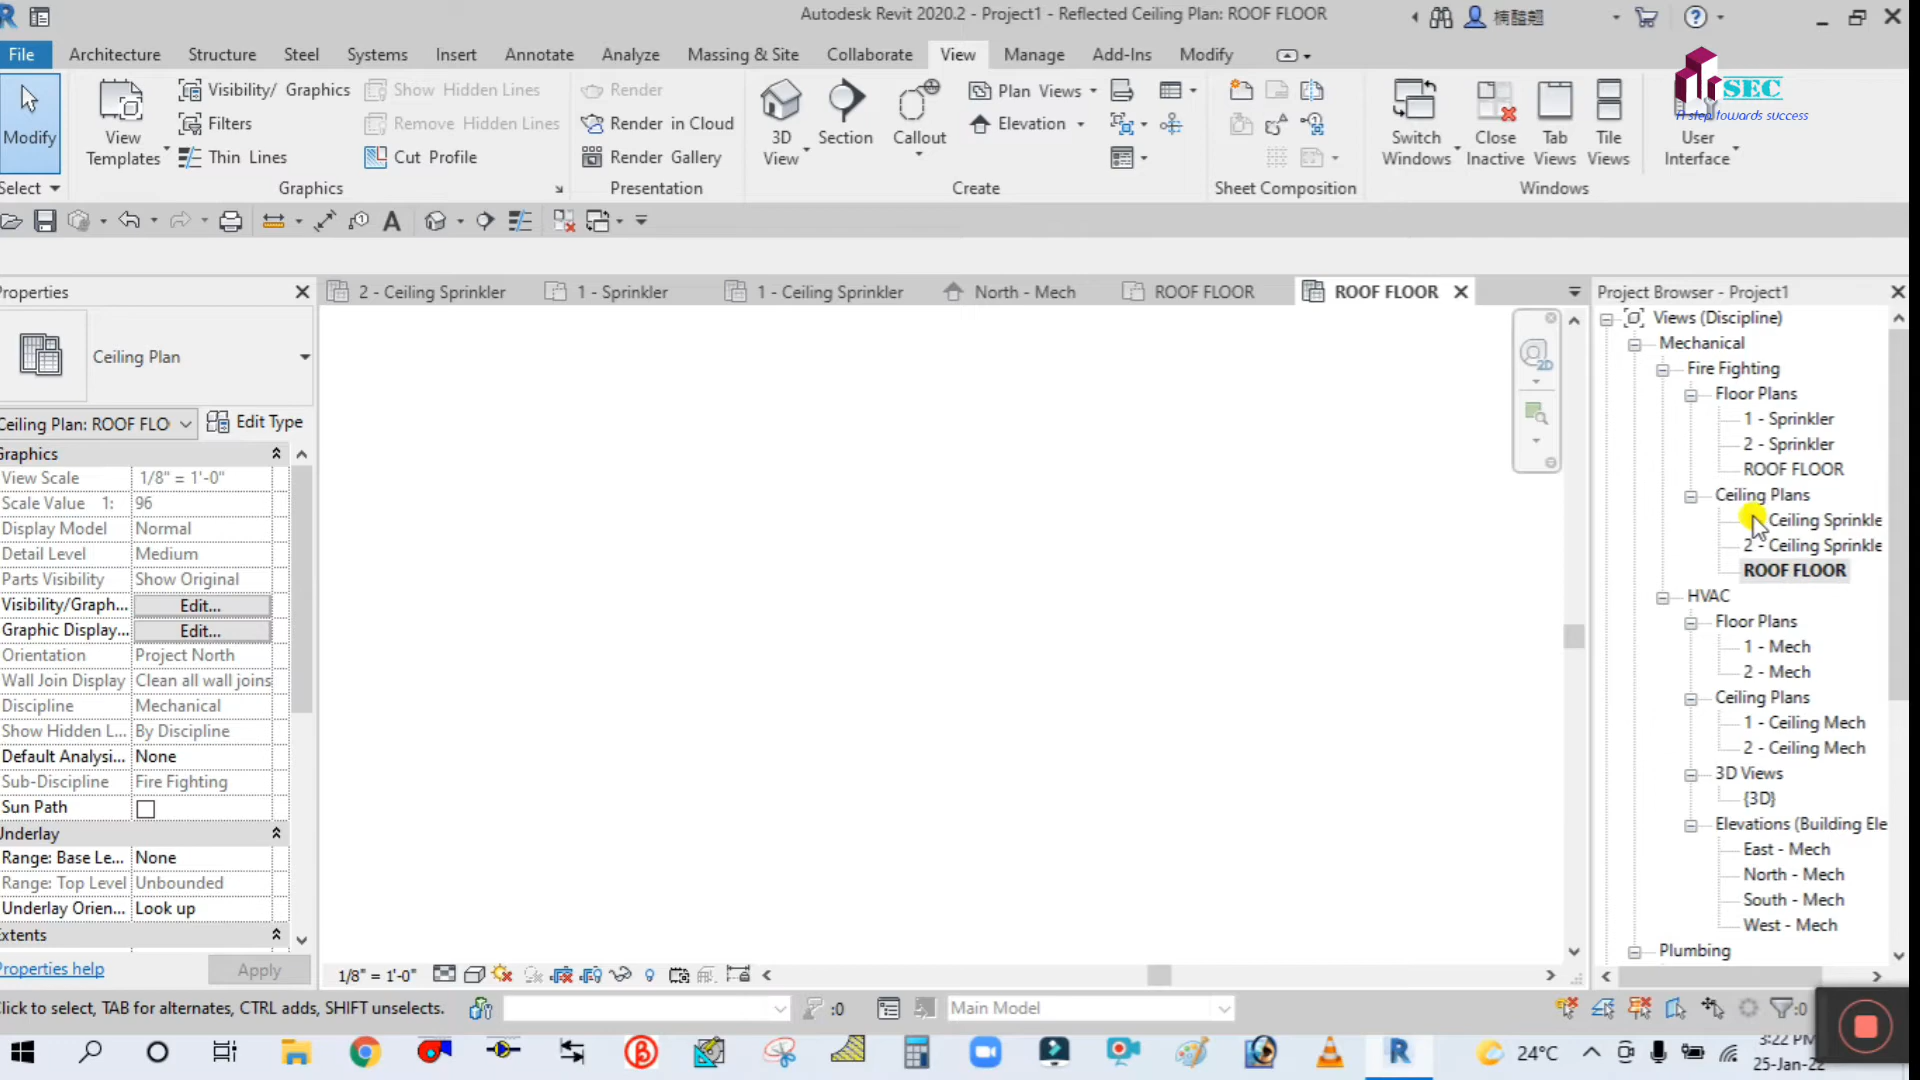 Autodesk Revit 2020.2 - Project1 - Reflected Ceiling Plan: ROOF FLOOR
File Architecture Structure Steel Systems Insert Annotate Analyze Massing & Site Collaborate View Manage Add-Ins Modify
Modify
Select
View Templates
Visibility/ Graphics
Filters
Thin Lines
Show Hidden Lines
Remove Hidden Lines
Cut Profile
Graphics
Render
Render in Cloud
Render Gallery
Presentation
3D View
Section
Callout
Plan Views
Elevation
Create
Sheet Composition
Switch Windows
Close Inactive
Tab Views
Tile Views
User Interface
Windows
SEC
A step towards success
Properties
2 - Ceiling Sprinkler
1 - Sprinkler
1 - Ceiling Sprinkler
North - Mech
ROOF FLOOR
ROOF FLOOR
Project Browser - Project1
Ceiling Plan
Ceiling Plan: ROOF FLO
Edit Type
Graphics
View Scale 1/8" = 1'-0"
Scale Value 1: 96
Display Model Normal
Detail Level Medium
Parts Visibility Show Original
Visibility/Graph... Edit...
Graphic Display... Edit...
Orientation Project North
Wall Join Display Clean all wall joins
Discipline Mechanical
Show Hidden L... By Discipline
Default Analysi... None
Sub-Discipline Fire Fighting
Sun Path
Underlay
Range: Base Le... None
Range: Top Level Unbounded
Underlay Orien... Look up
Extents
Properties help
Apply
Views (Discipline)
Mechanical
Fire Fighting
Floor Plans
1 - Sprinkler
2 - Sprinkler
ROOF FLOOR
Ceiling Plans
Ceiling Sprinkle
2 - Ceiling Sprinkle
ROOF FLOOR
HVAC
Floor Plans
1 - Mech
2 - Mech
Ceiling Plans
1 - Ceiling Mech
2 - Ceiling Mech
3D Views
{3D}
Elevations (Building Ele
East - Mech
North - Mech
South - Mech
West - Mech
Plumbing
1/8" = 1'-0"
Click to select, TAB for alternates, CTRL adds, SHIFT unselects.
:0
Main Model
:0
24°C
3:22 PM
25-Jan-22